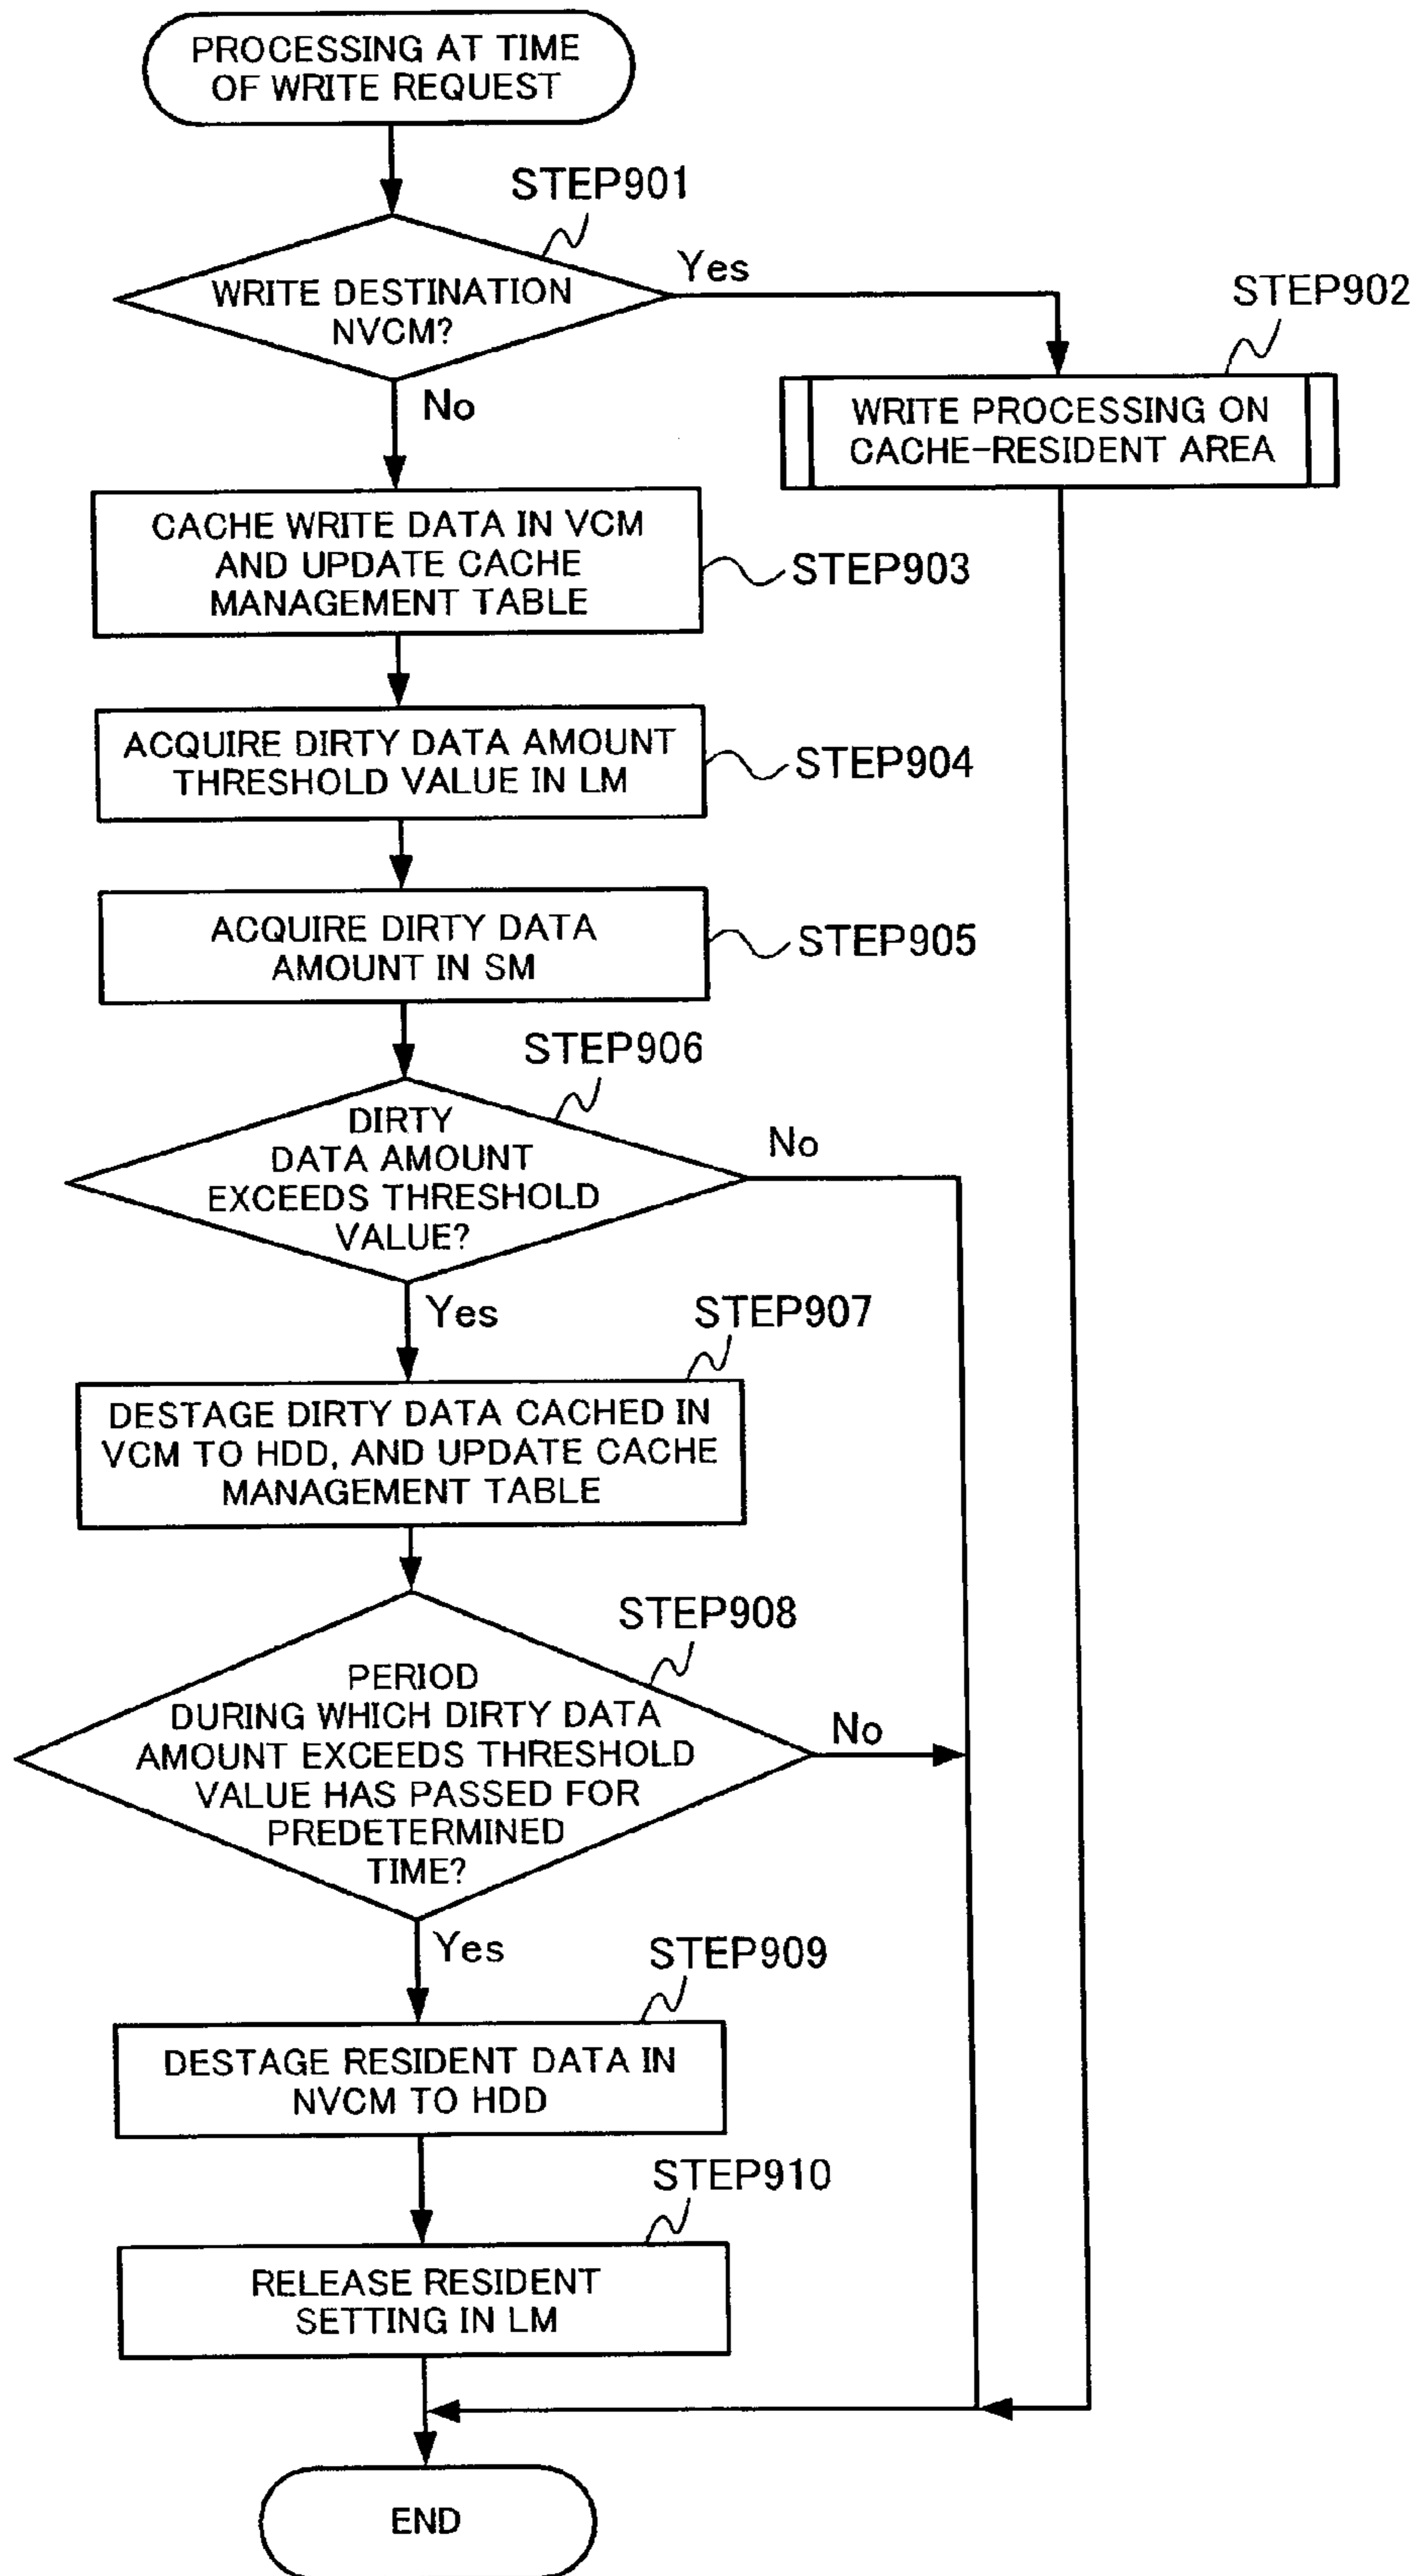 PROCESSING AT TIME
OF WRITE REQUEST
STEP901
WRITE DESTINATION
NVCM?
Yes
No
STEP902
WRITE PROCESSING ON
CACHE-RESIDENT AREA
CACHE WRITE DATA IN VCM
AND UPDATE CACHE
MANAGEMENT TABLE
STEP903
ACQUIRE DIRTY DATA AMOUNT
THRESHOLD VALUE IN LM
STEP904
ACQUIRE DIRTY DATA
AMOUNT IN SM
STEP905
STEP906
DIRTY
DATA AMOUNT
EXCEEDS THRESHOLD
VALUE?
No
Yes
STEP907
DESTAGE DIRTY DATA CACHED IN
VCM TO HDD, AND UPDATE CACHE
MANAGEMENT TABLE
STEP908
PERIOD
DURING WHICH DIRTY DATA
AMOUNT EXCEEDS THRESHOLD
VALUE HAS PASSED FOR
PREDETERMINED
TIME?
No
Yes
STEP909
DESTAGE RESIDENT DATA IN
NVCM TO HDD
STEP910
RELEASE RESIDENT
SETTING IN LM
END